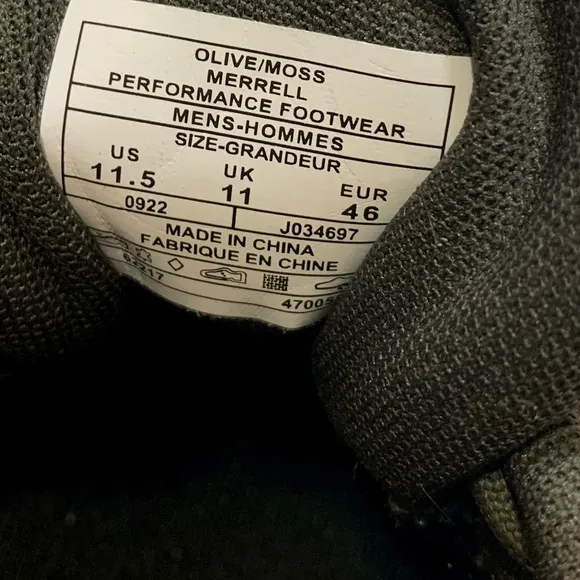 OLIVE/MOSS
MERRELL
PERFORMANCE FOOTWEAR
MENS-HOMMES
SIZE-GRANDEUR
US UK EUR
11.5 11 46
0922 J034697
MADE IN CHINA
FABRIQUE EN CHINE